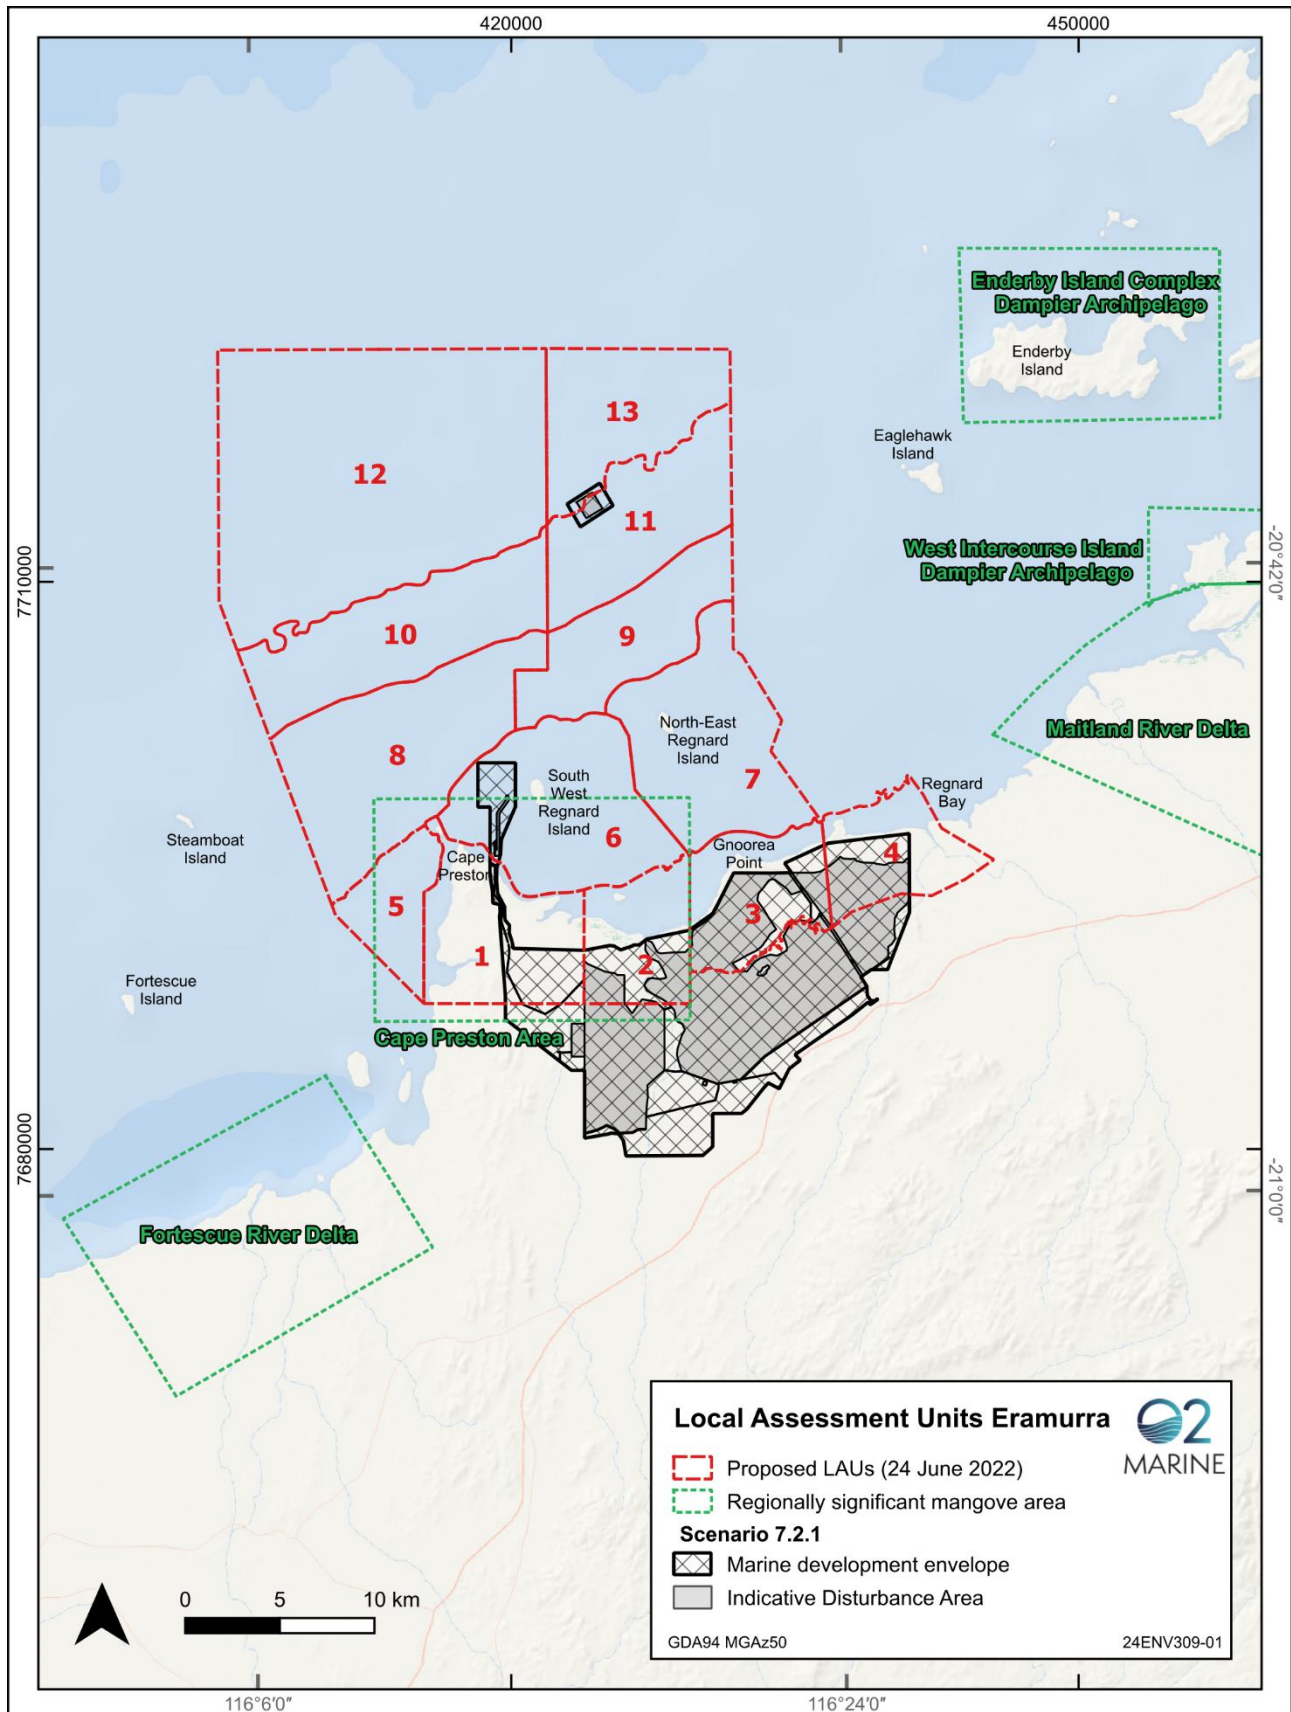 420000
450000
Enderby Island Complex
Dampier Archipelago
Enderby
Island
13
12
Eaglehawk
Island
11
West Intercourse Island
Dampier Archipelago
7710000
-20°42'0"
10
9
North-East
Regnard
Island
Maitland River Delta
8
7
South
West
Regnard
Island
Regnard
Bay
Steamboat
Island
6
Cape
Preston
Gnoorea
Point
4
5
3
1
2
Fortescue
Island
Cape Preston Area
7680000
-21°0'0"
Fortescue River Delta
Local Assessment Units Eramurra
O2
MARINE
Proposed LAUs (24 June 2022)
Regionally significant mangove area
Scenario 7.2.1
Marine development envelope
Indicative Disturbance Area
GDA94 MGAz50
24ENV309-01
0 5 10 km
116°6'0"
116°24'0"